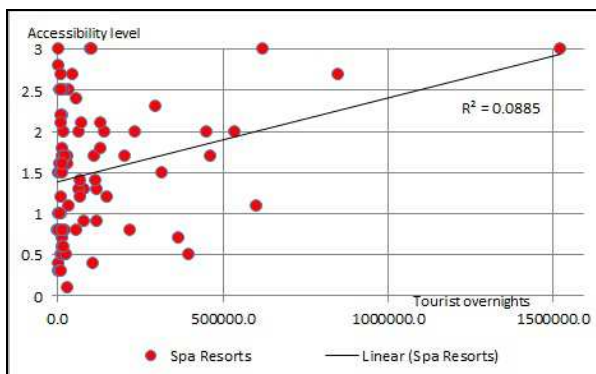 Accessibility level
3
2.5
2
1.5
1
0.5
0
R² = 0.0885
Tourist overnights
0.0
500000.0
1000000.0
1500000.0
Spa Resorts
Linear (Spa Resorts)